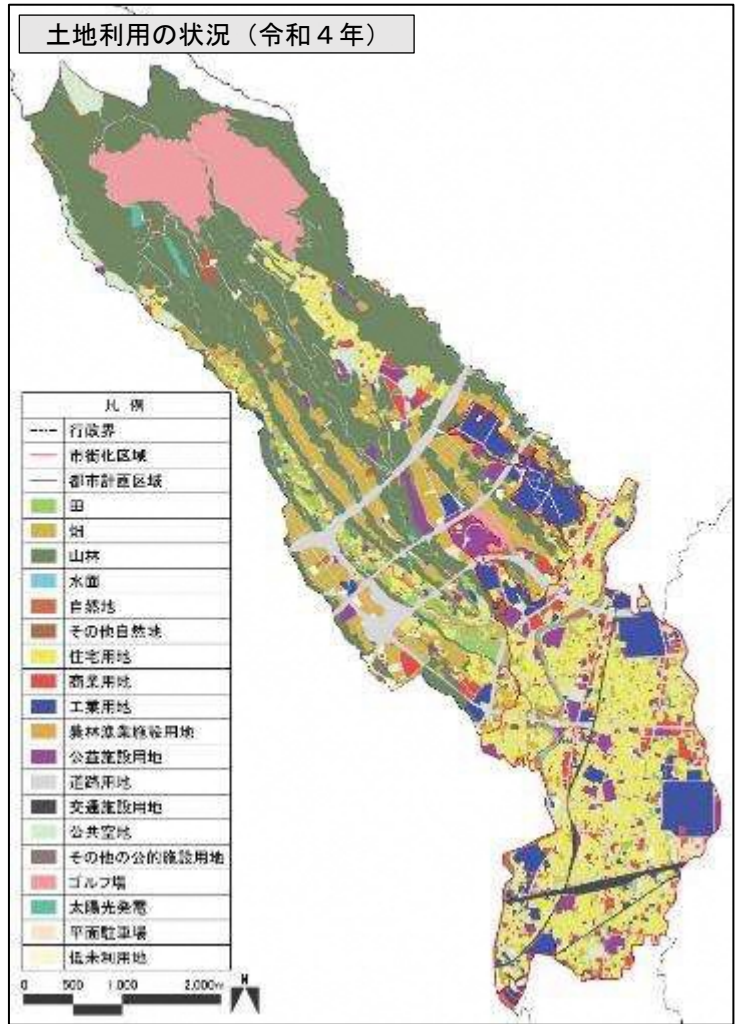 土地利用の状況（令和４年）
凡 例
行政界
市街化区域
都市計画区域
田
畑
山林
水面
自然地
その他自然地
住宅用地
商業用地
工業用地
農林漁業施設用地
公益施設用地
道路用地
交通施設用地
公共空地
その他の公的施設用地
ゴルフ場
太陽光発電
平面駐車場
低未利用地
0 500 1,000 2,000m
N